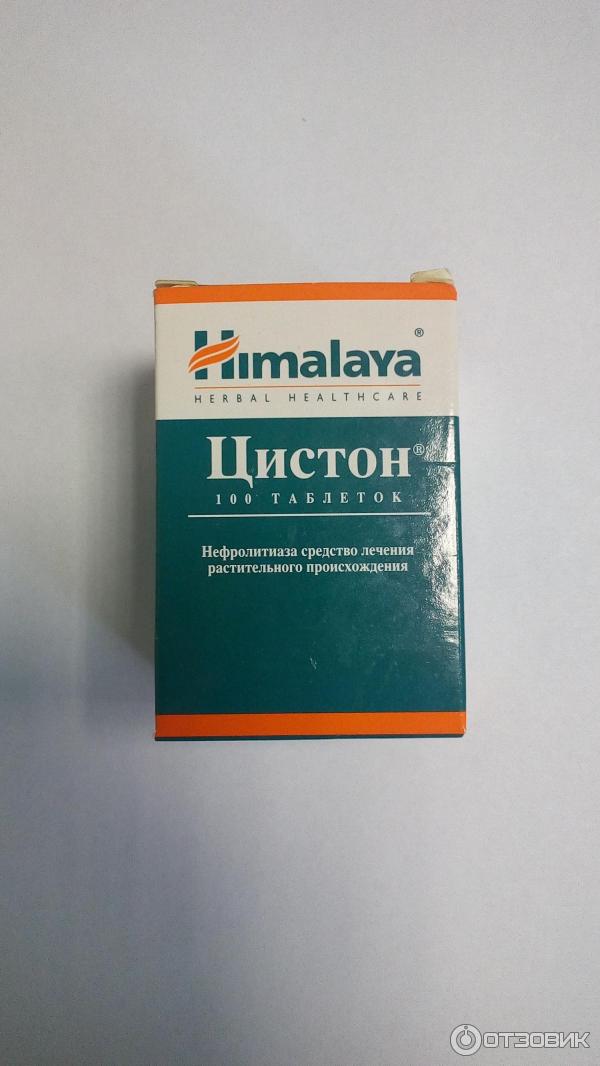 Himalaya®
HERBAL HEALTHCARE
Цистон®
100 ТАБЛЕТОК
Нефролитиаза средство лечения
растительного происхождения
ОТЗОВИК